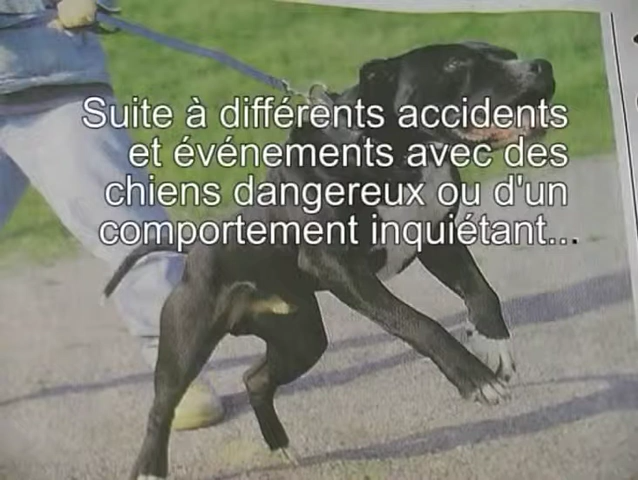 Suite à différents accidents
et événements avec des
chiens dangereux ou d'un
comportement inquiétant...